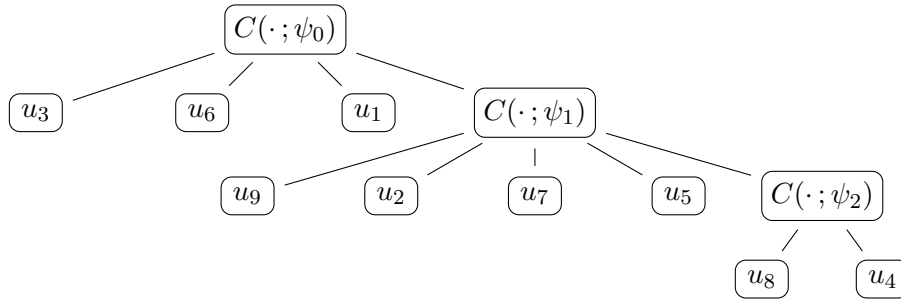 C(· ; ψ₀)
u₃ u₆ u₁ C(· ; ψ₁)
u₉ u₂ u₇ u₅ C(· ; ψ₂)
u₈ u₄